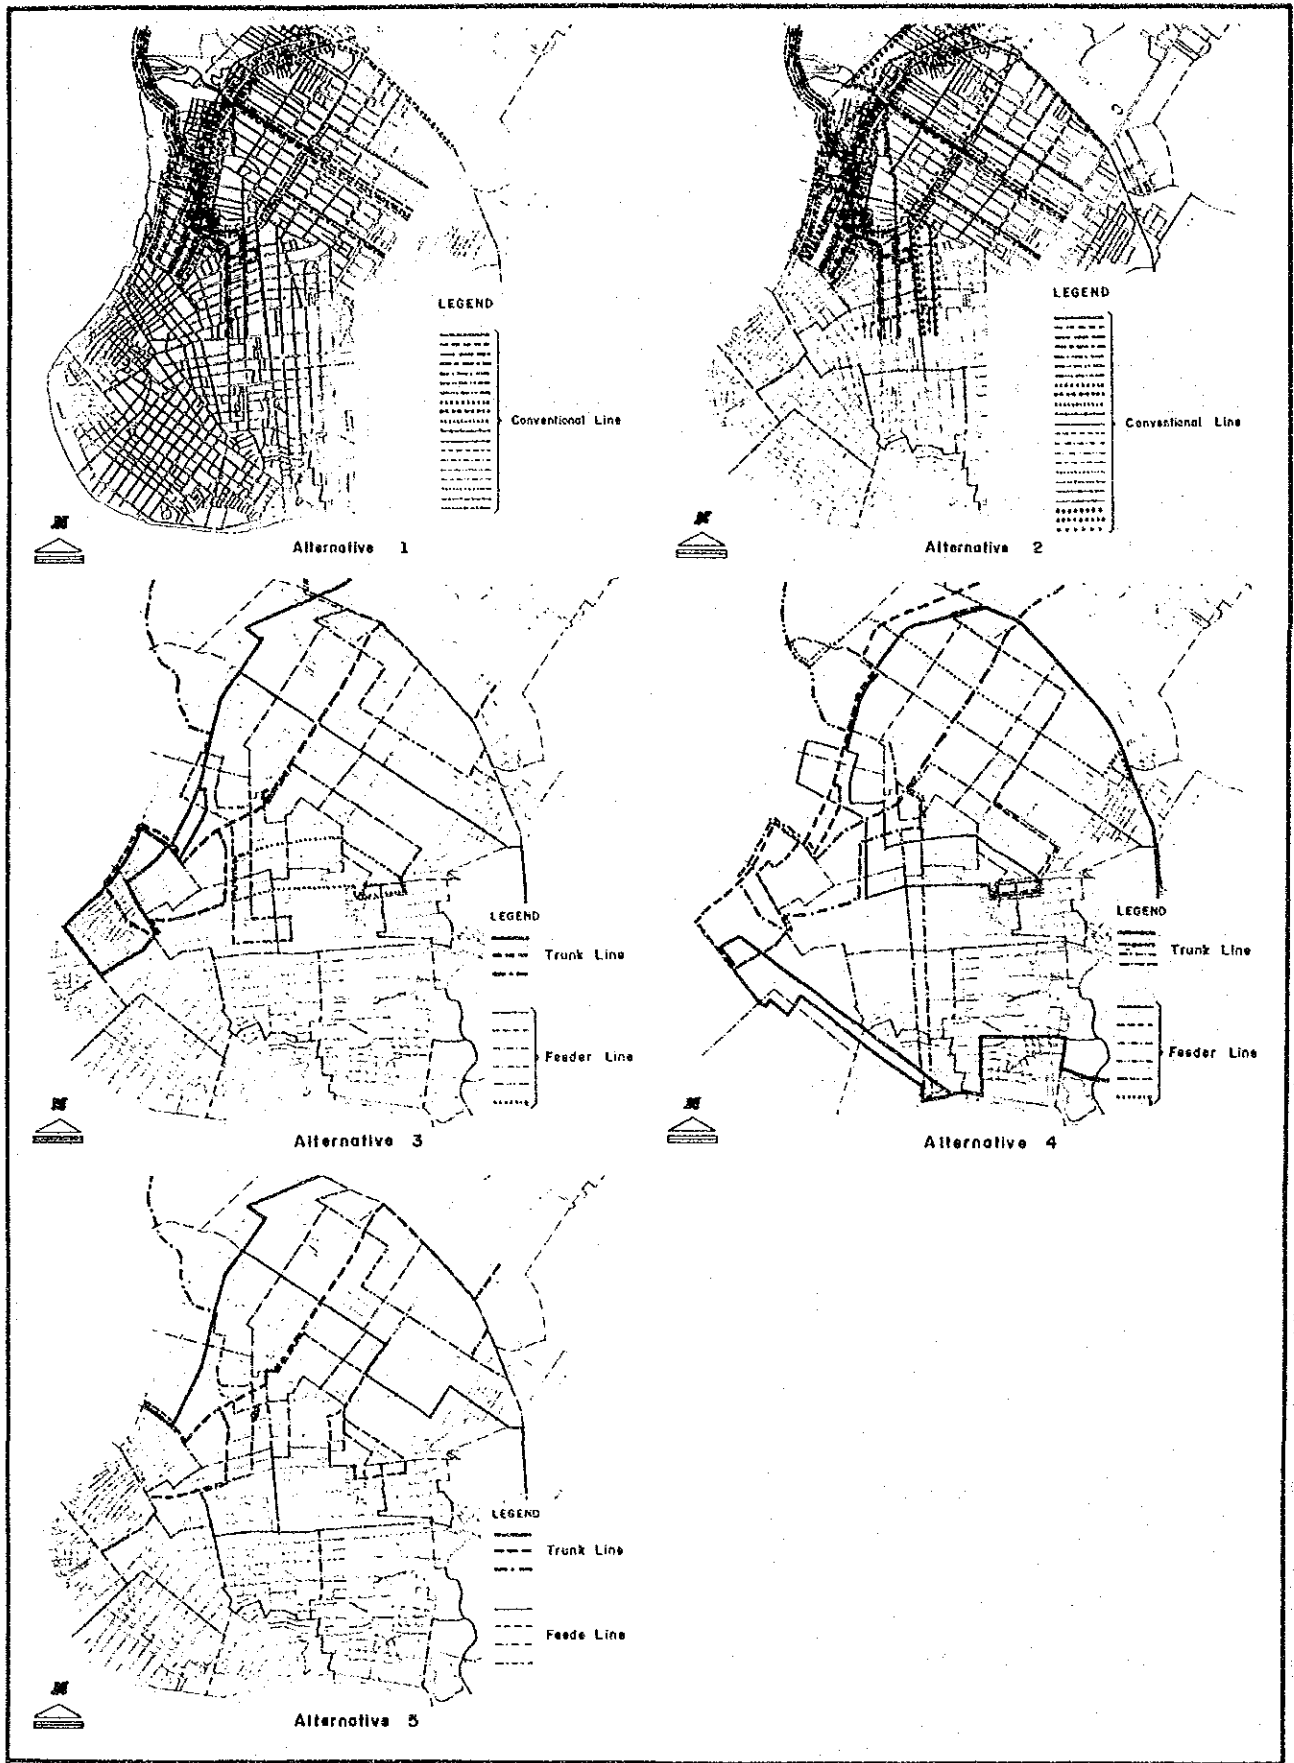 LEGEND
Conventional Line
N
Alternative 1
LEGEND
Conventional Line
N
Alternative 2
LEGEND
Trunk Line
Feeder Line
N
Alternative 3
LEGEND
Trunk Line
Feeder Line
N
Alternative 4
LEGEND
Trunk Line
Feede Line
N
Alternative 5